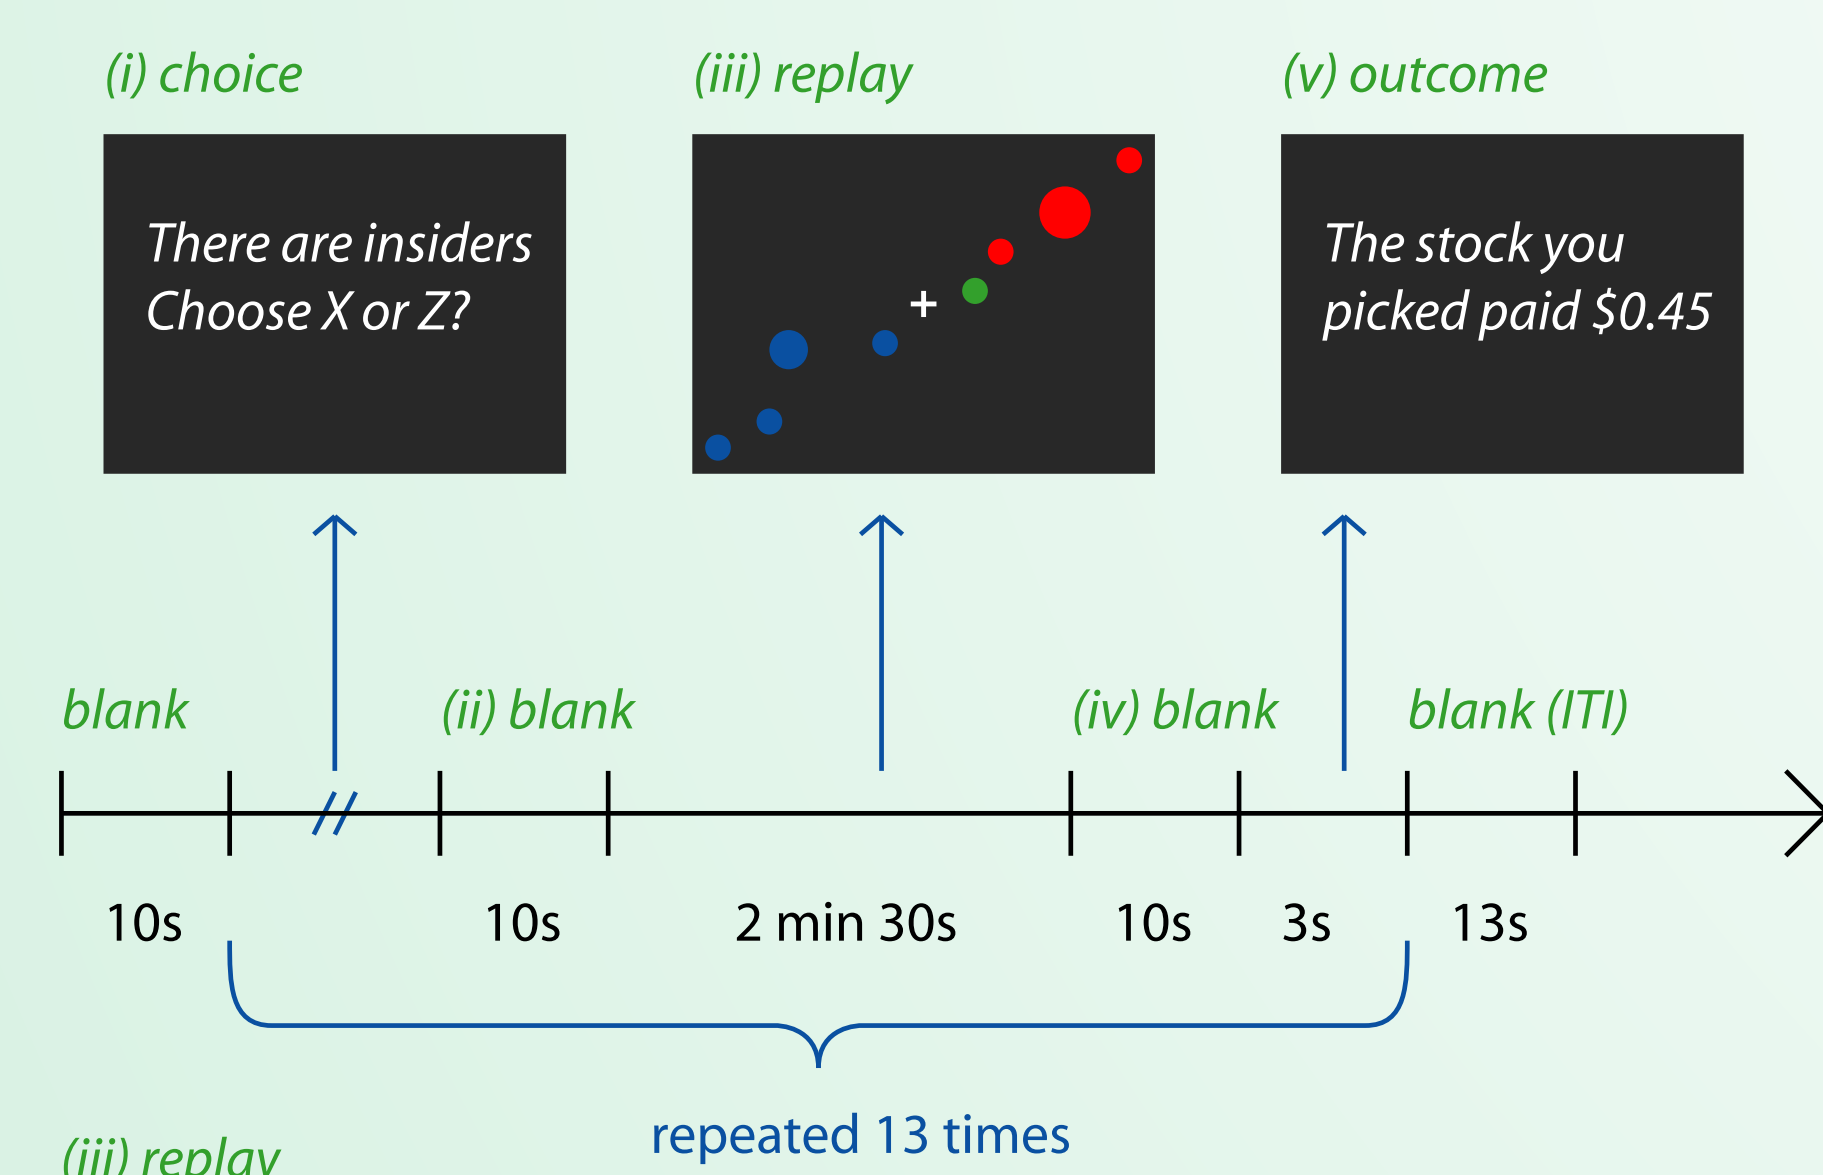 (i) choice
(iii) replay
(v) outcome
There are insiders
Choose X or Z?
+
The stock you
picked paid $0.45
blank
(ii) blank
(iv) blank
blank (ITI)
10s
10s
2 min 30s
10s
3s
13s
repeated 13 times
(iii) replay